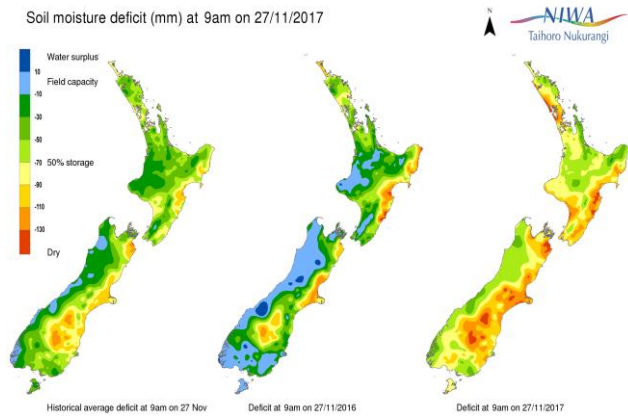 Soil moisture deficit (mm) at 9am on 27/11/2017
NIWA
Taihoro Nukurangi
Water surplus
10
Field capacity
-10
-30
-50
50% storage
-70
-90
-110
-130
Dry
Historical average deficit at 9am on 27 Nov
Deficit at 9am on 27/11/2016
Deficit at 9am on 27/11/2017